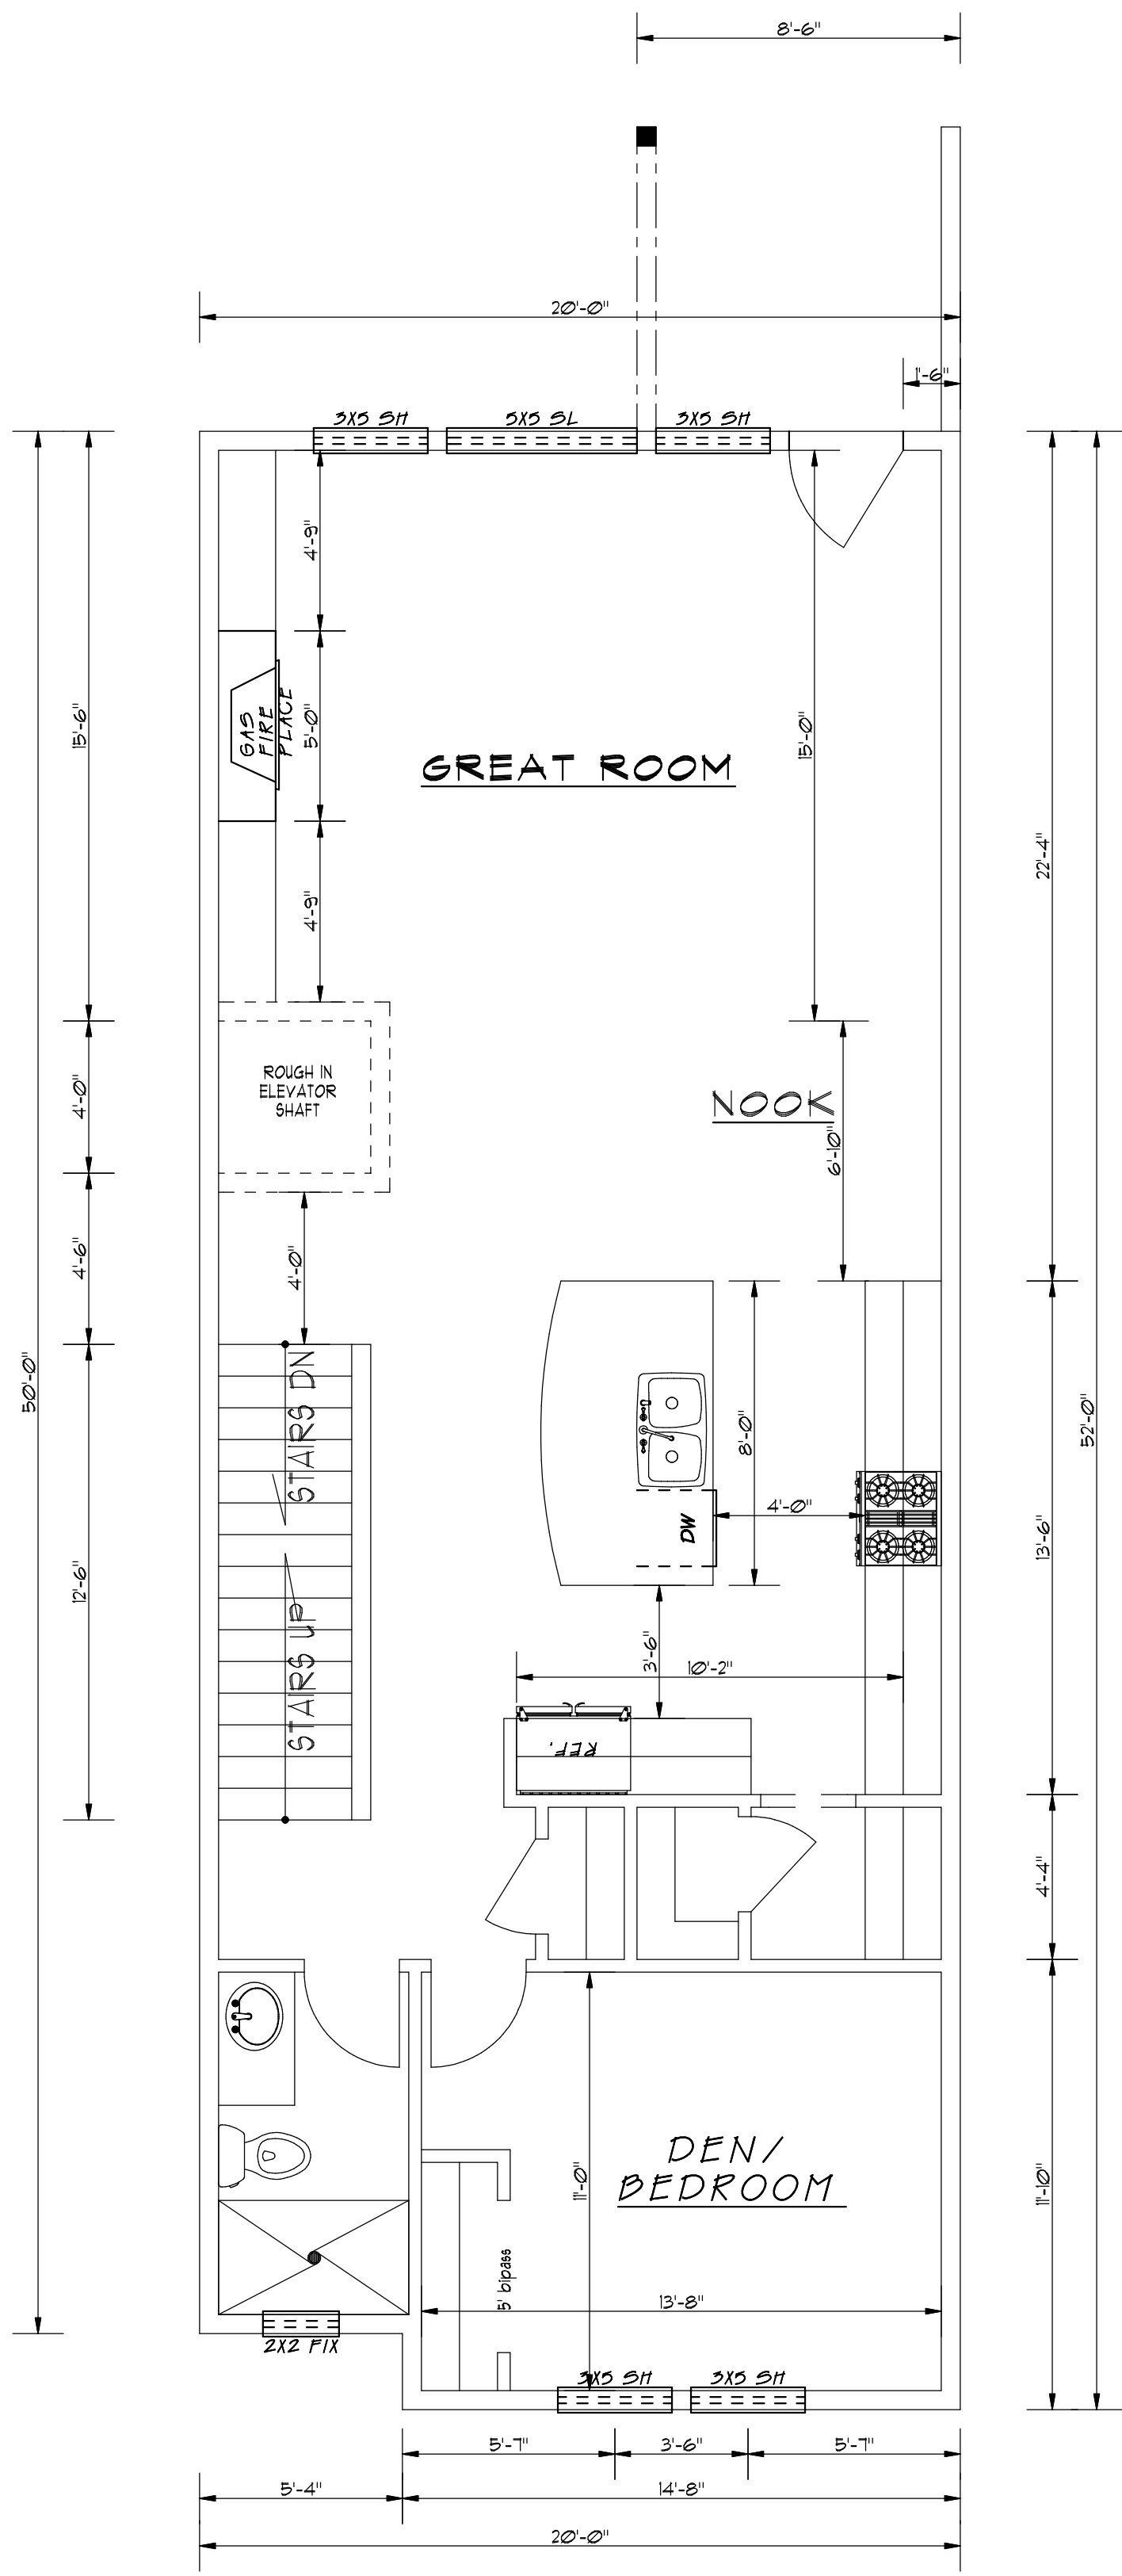 8'-6"
20'-0"
1'-6"
3X5 SH
5X5 SL
3X5 SH
4'-9"
GAS
FIRE
PLACE
5'-0"
15'-6"
15'-0"
GREAT ROOM
22'-4"
4'-9"
ROUGH IN
ELEVATOR
SHAFT
4'-0"
NOOK
6'-10"
4'-6"
4'-0"
50'-0"
STAIRS DN
8'-0"
52'-0"
4'-0"
DW
13'-6"
12'-6"
STAIRS UP
3'-6"
10'-2"
REF.
4'-4"
DEN/
BEDROOM
11'-0"
11'-10"
5' bipass
13'-8"
2X2 FIX
3X5 SH
3X5 SH
5'-7"
3'-6"
5'-7"
5'-4"
14'-8"
20'-0"